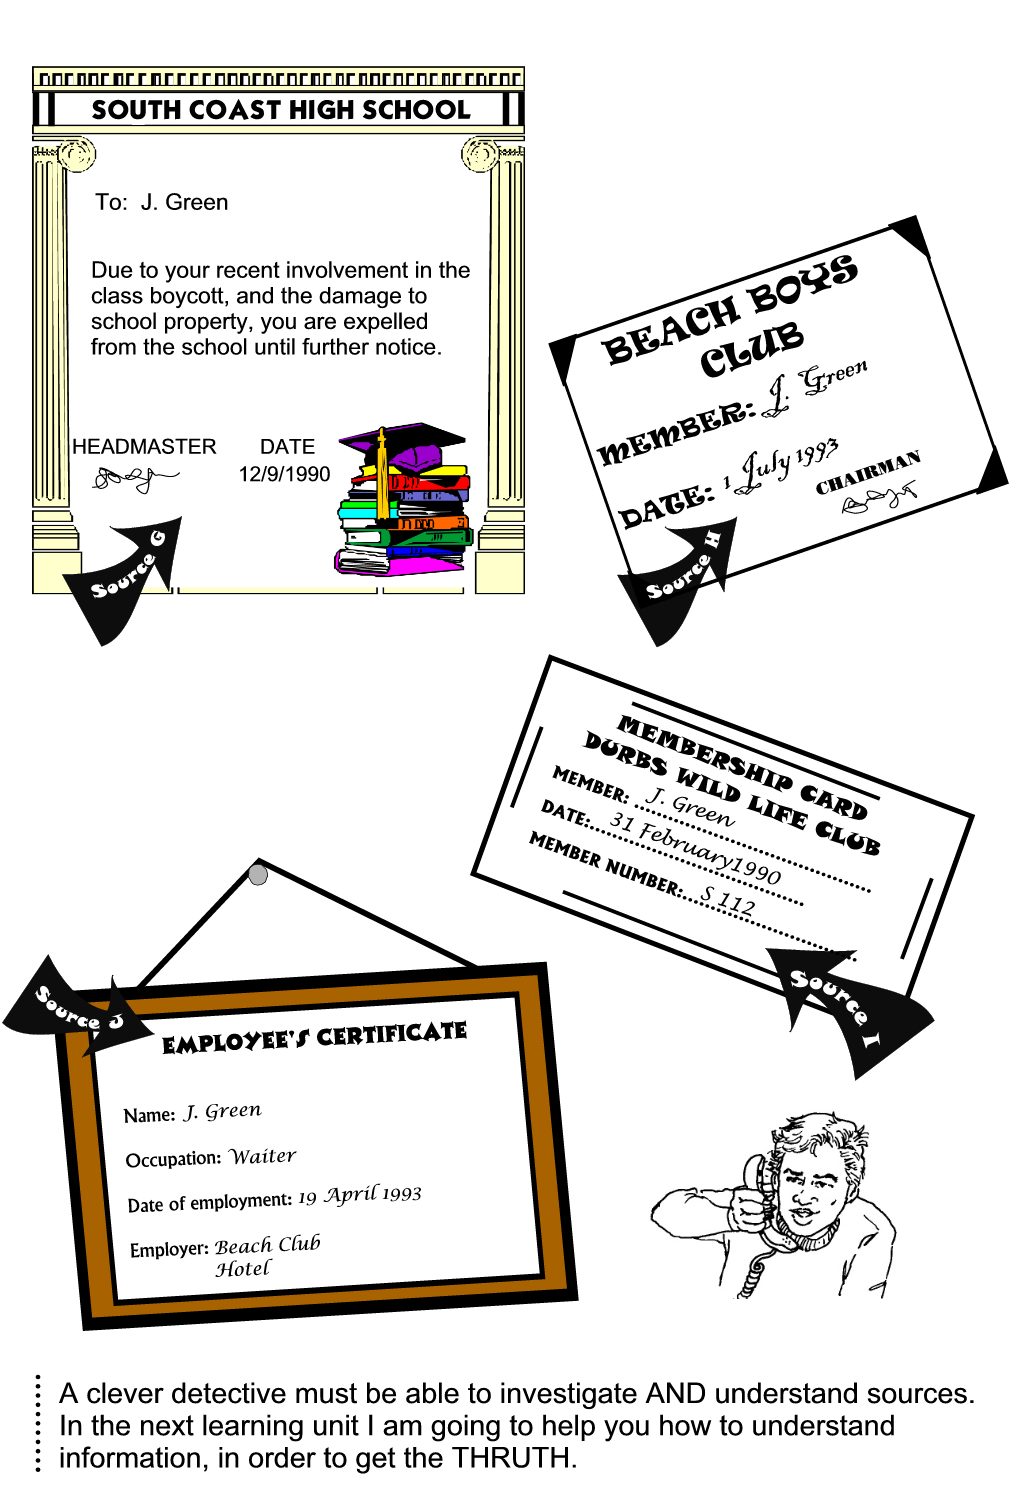 SOUTH COAST HIGH SCHOOL
To: J. Green
Due to your recent involvement in the
class boycott, and the damage to
school property, you are expelled
from the school until further notice.
HEADMASTER DATE
12/9/1990
Source G
BEACH BOYS
CLUB
MEMBER: J. Green
DATE: 1 July 1993
CHAIRMAN
Source H
MEMBERSHIP CARD
DURBS WILD LIFE CLUB
MEMBER: J. Green
DATE: 31 February1990
MEMBER NUMBER: S 112
Source I
Source J
EMPLOYEE'S CERTIFICATE
Name: J. Green
Occupation: Waiter
Date of employment: 19 April 1993
Employer: Beach Club
Hotel
A clever detective must be able to investigate AND understand sources.
In the next learning unit I am going to help you how to understand
information, in order to get the THRUTH.